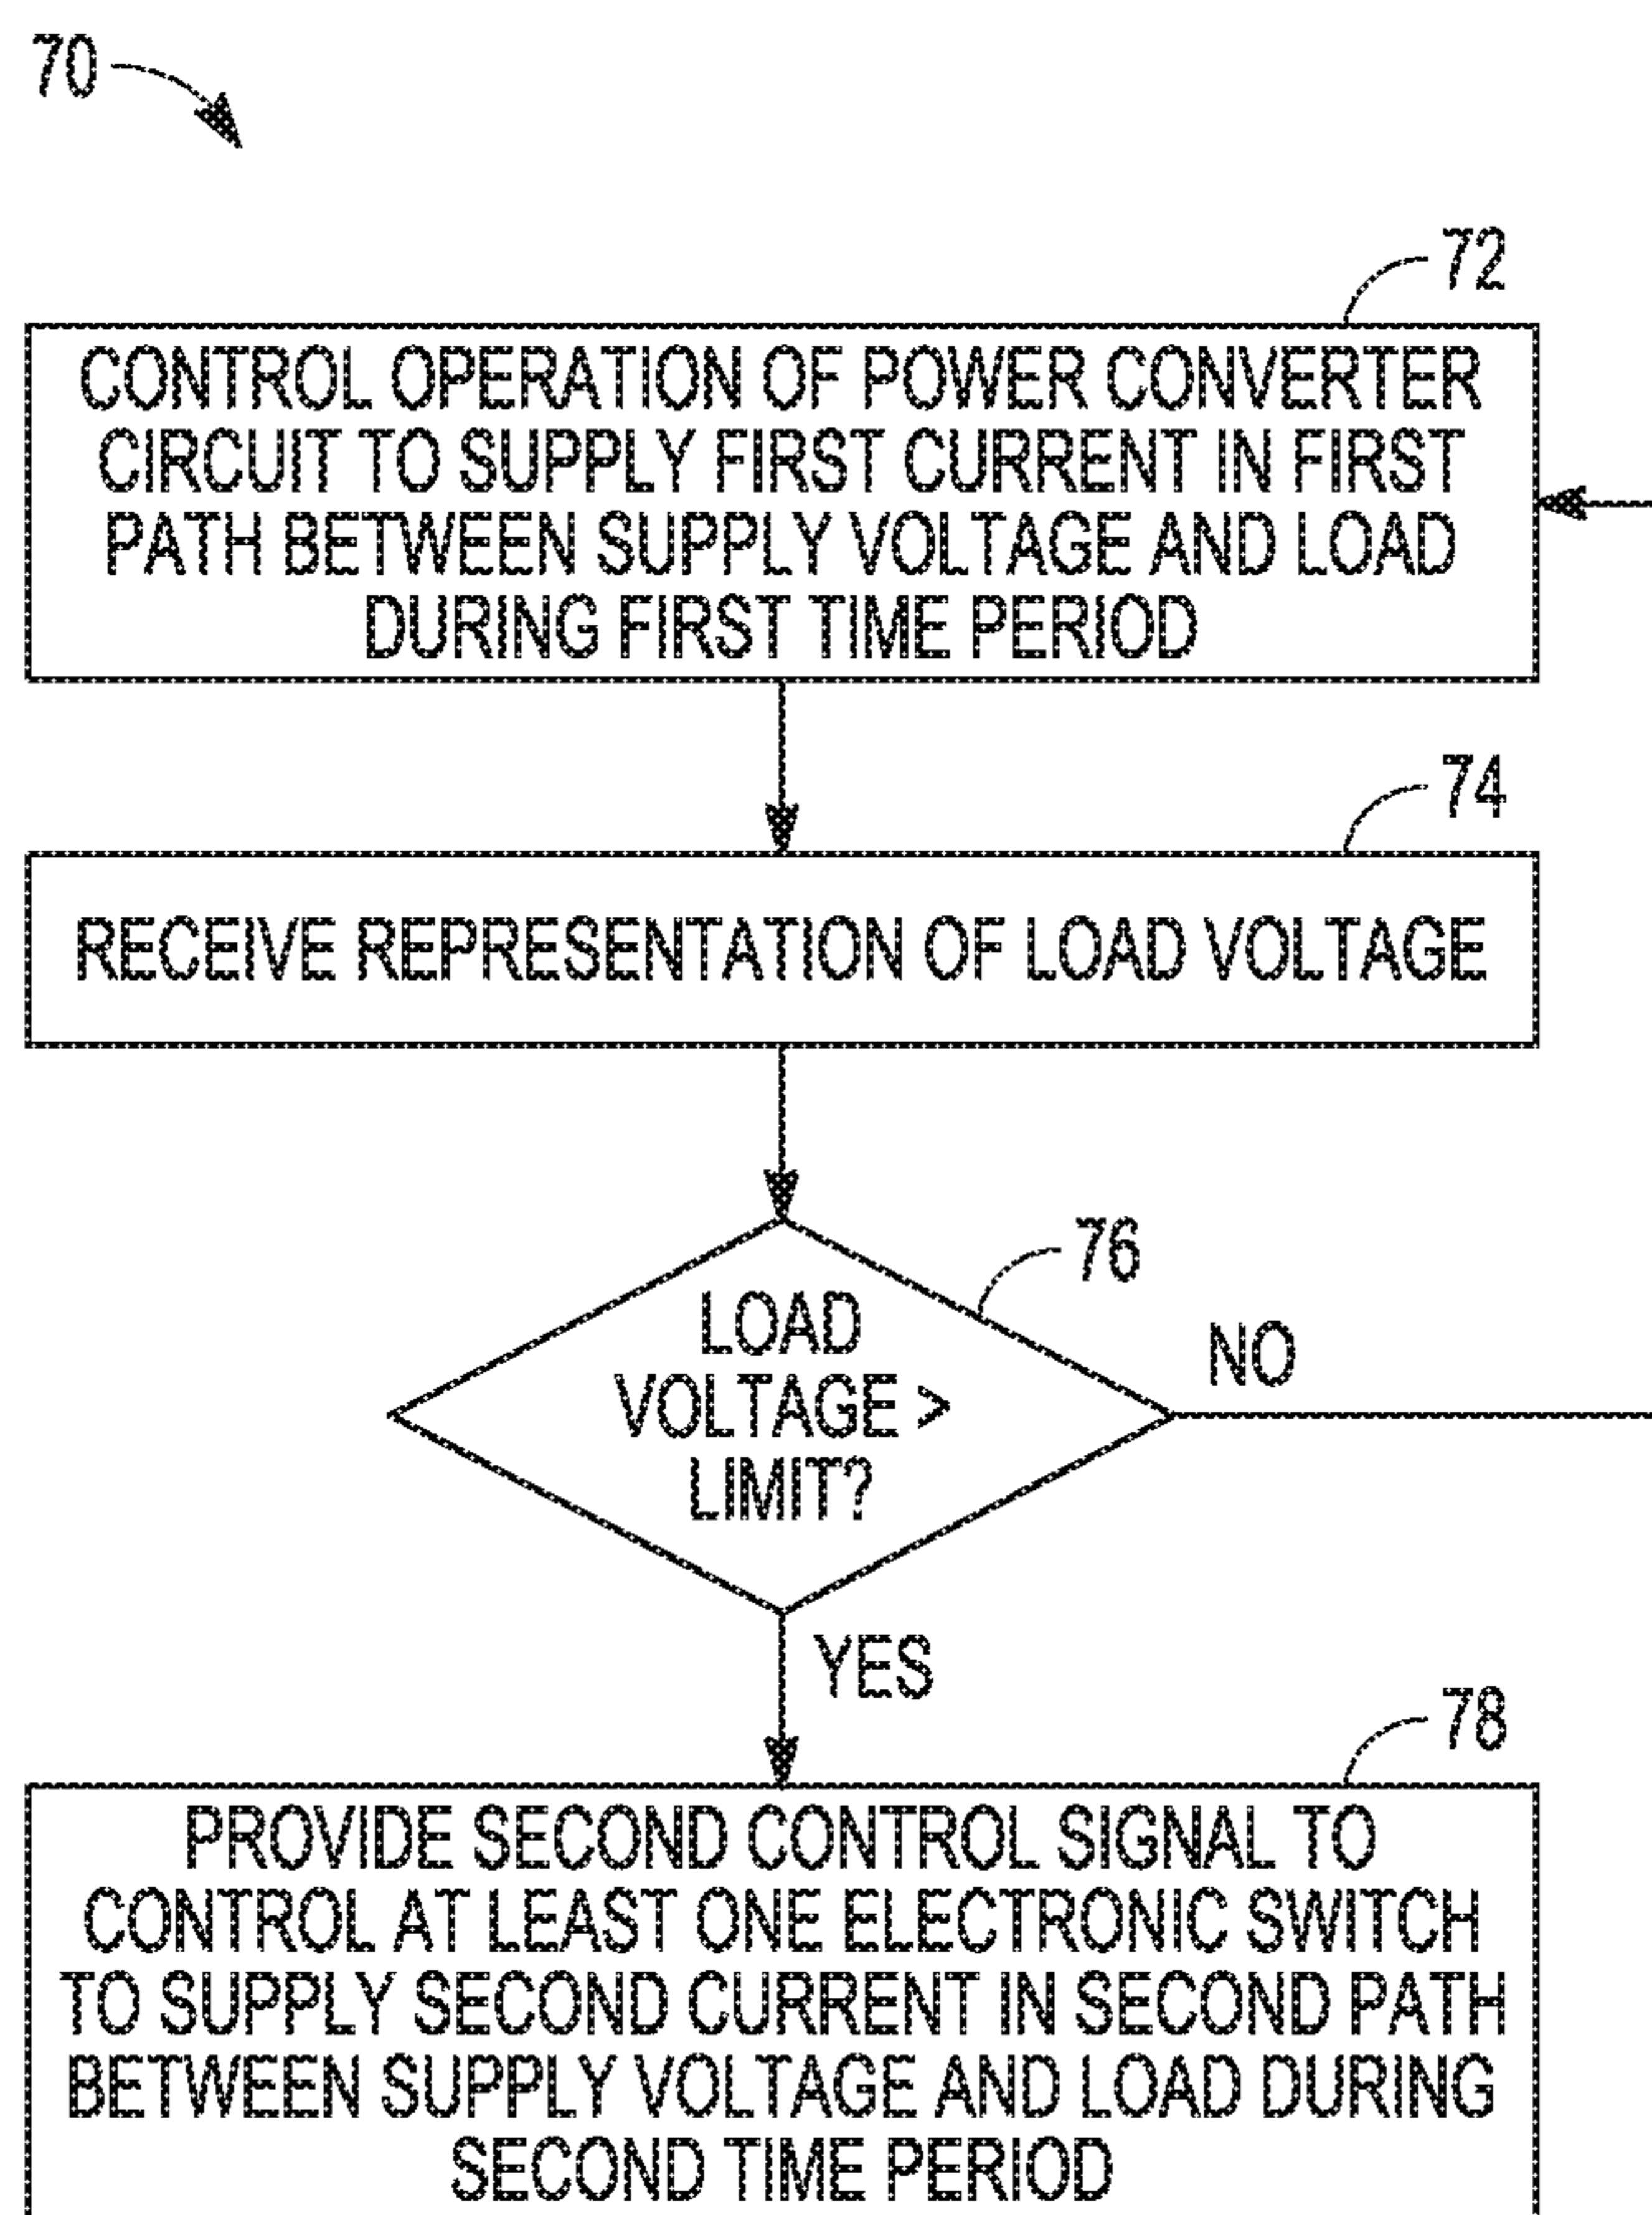 70
72
CONTROL OPERATION OF POWER CONVERTER
CIRCUIT TO SUPPLY FIRST CURRENT IN FIRST
PATH BETWEEN SUPPLY VOLTAGE AND LOAD
DURING FIRST TIME PERIOD
74
RECEIVE REPRESENTATION OF LOAD VOLTAGE
76
LOAD
VOLTAGE >
LIMIT?
NO
YES
78
PROVIDE SECOND CONTROL SIGNAL TO
CONTROL AT LEAST ONE ELECTRONIC SWITCH
TO SUPPLY SECOND CURRENT IN SECOND PATH
BETWEEN SUPPLY VOLTAGE AND LOAD DURING
SECOND TIME PERIOD